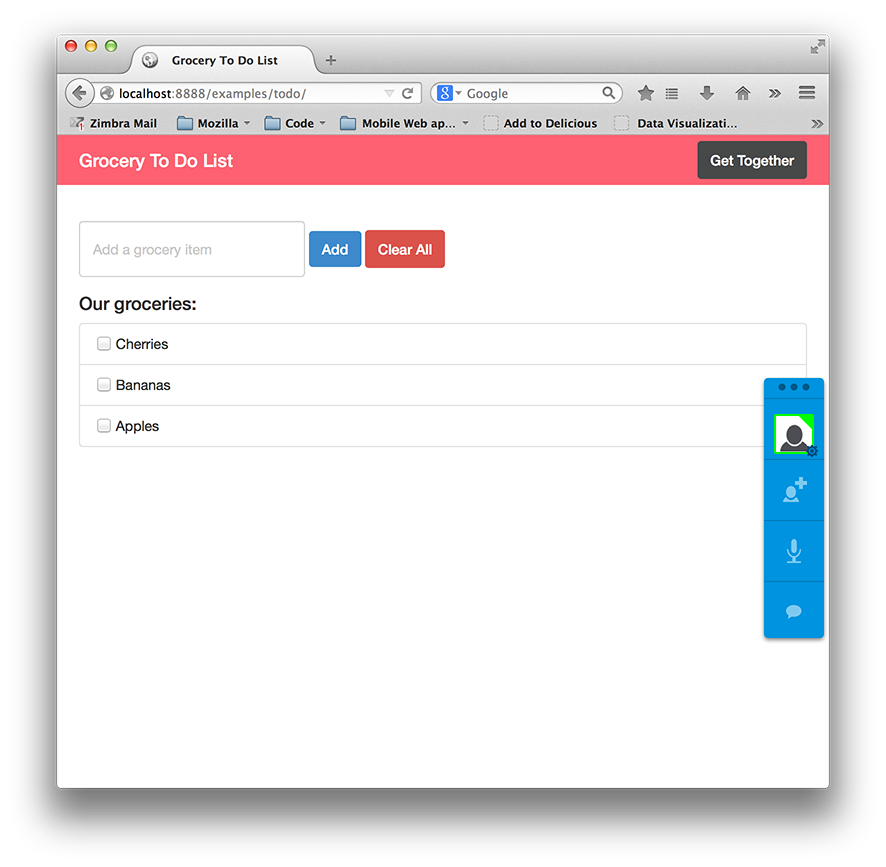 Grocery To Do List
localhost:8888/examples/todo/
Google
Zimbra Mail Mozilla Code Mobile Web ap... Add to Delicious Data Visualizati...
Grocery To Do List
Get Together
Add a grocery item
Add
Clear All
Our groceries:
Cherries
Bananas
Apples